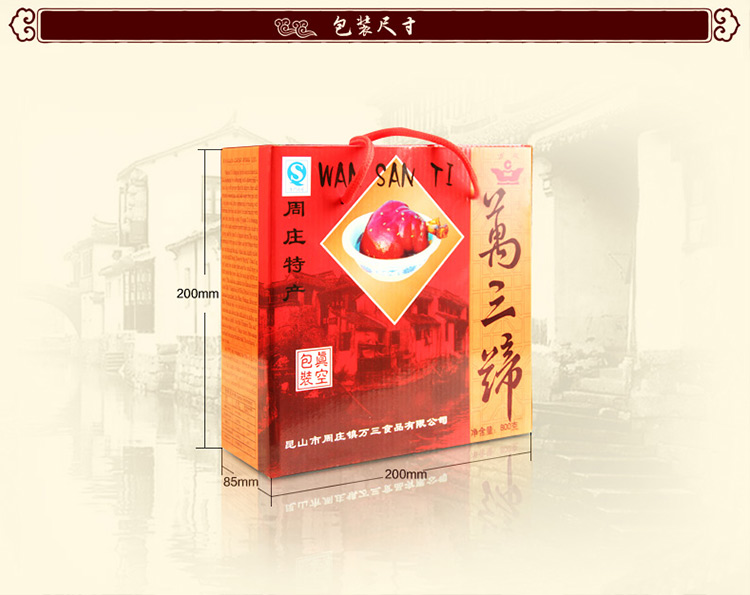 包装尺寸
WAN SAN TI
周庄特产
萬三蹄
真空
包装
昆山市周庄镇万三食品有限公司
净含量：800克
200mm
85mm
200mm